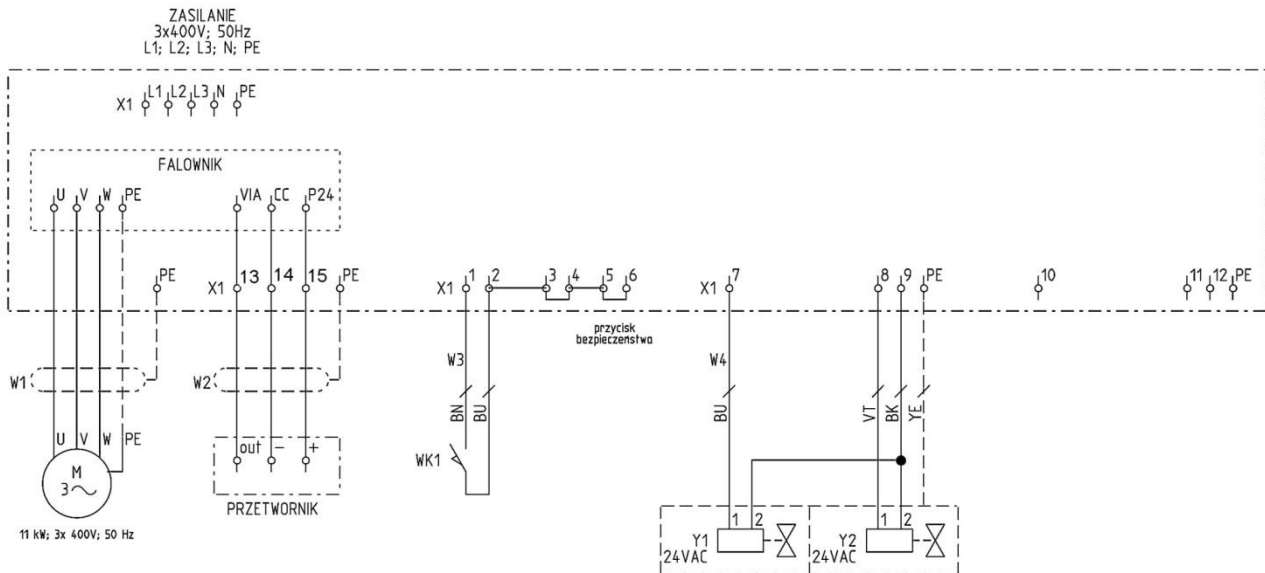 ZASILANIE
3x400V; 50Hz
L1; L2; L3; N; PE
X1 L1 L2 L3 N PE
FALOWNIK
U V W PE VIA CC P24
PE X1 13 14 15 PE X1 1 2 3 4 5 6 X1 7 8 9 PE 10 11 12 PE
przycisk
bezpieczenstwa
W3 W4
W1 W2
BN BU BU VT BK YE
U V W PE out - +
WK1
M
3
PRZETWORNIK
11 kW; 3x 400V; 50 Hz
1 2 1 2
Y1 Y2
24VAC 24VAC